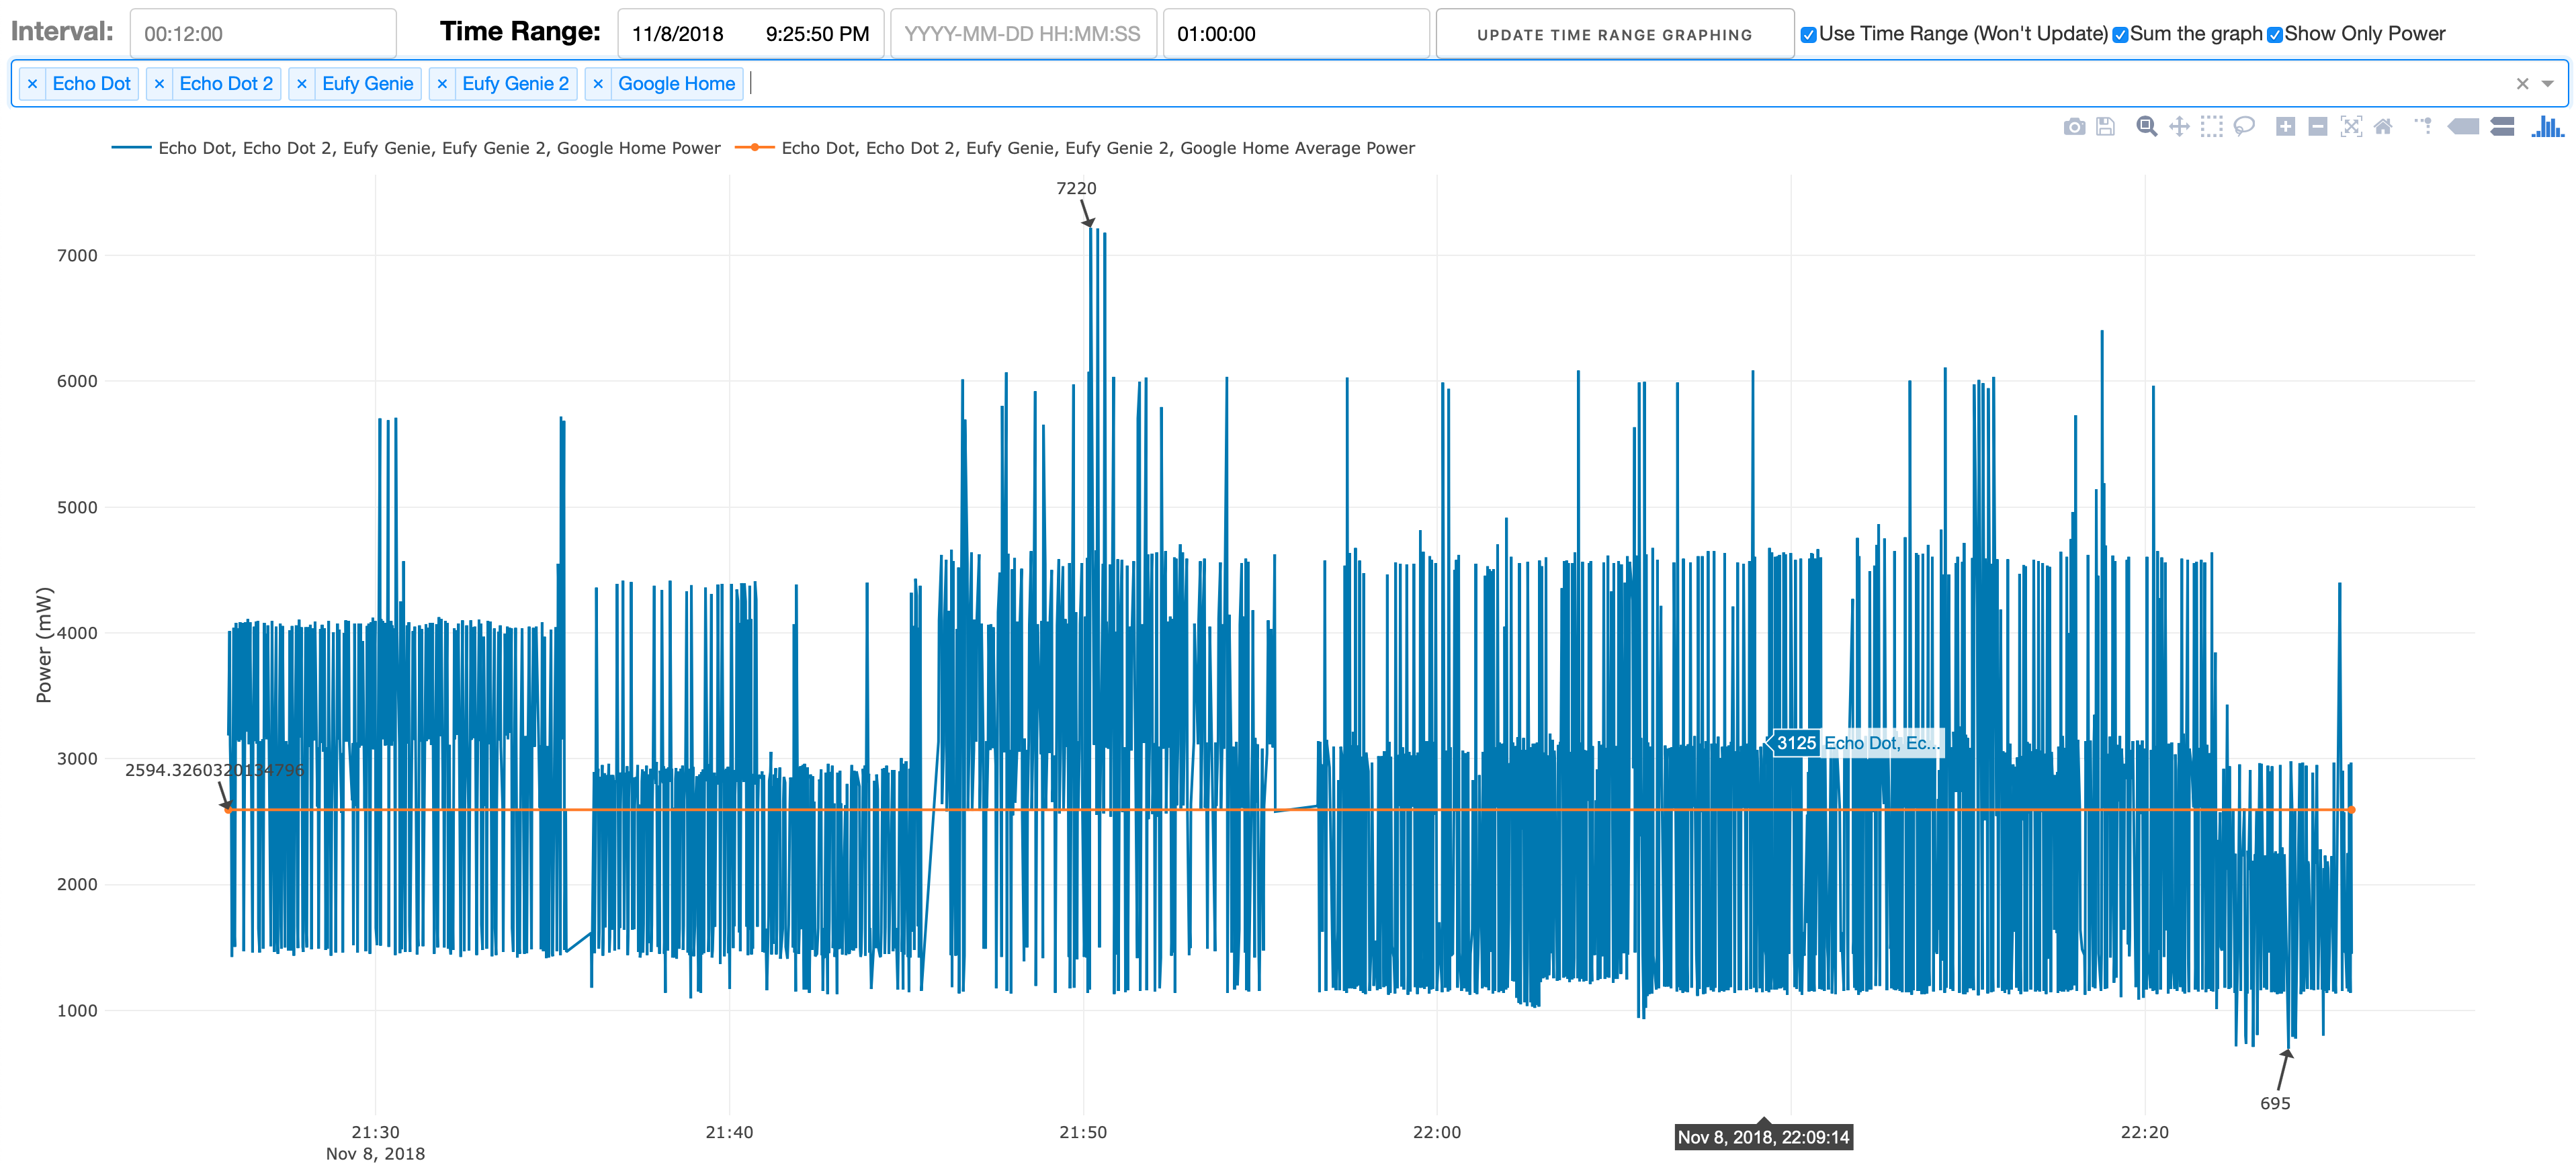 Interval: 00:12:00 Time Range: 11/8/2018 9:25:50 PM YYYY-MM-DD HH:MM:SS 01:00:00 UPDATE TIME RANGE GRAPHING Use Time Range (Won't Update) Sum the graph Show Only Power
× Echo Dot × Echo Dot 2 × Eufy Genie × Eufy Genie 2 × Google Home ×
Echo Dot, Echo Dot 2, Eufy Genie, Eufy Genie 2, Google Home Power Echo Dot, Echo Dot 2, Eufy Genie, Eufy Genie 2, Google Home Average Power
7220
7000
6000
5000
4000
Power (mW)
3125 Echo Dot, Ec...
3000
2594.3260320134796
2000
1000
695
21:30 21:40 21:50 22:00 Nov 8, 2018, 22:09:14 22:20
Nov 8, 2018